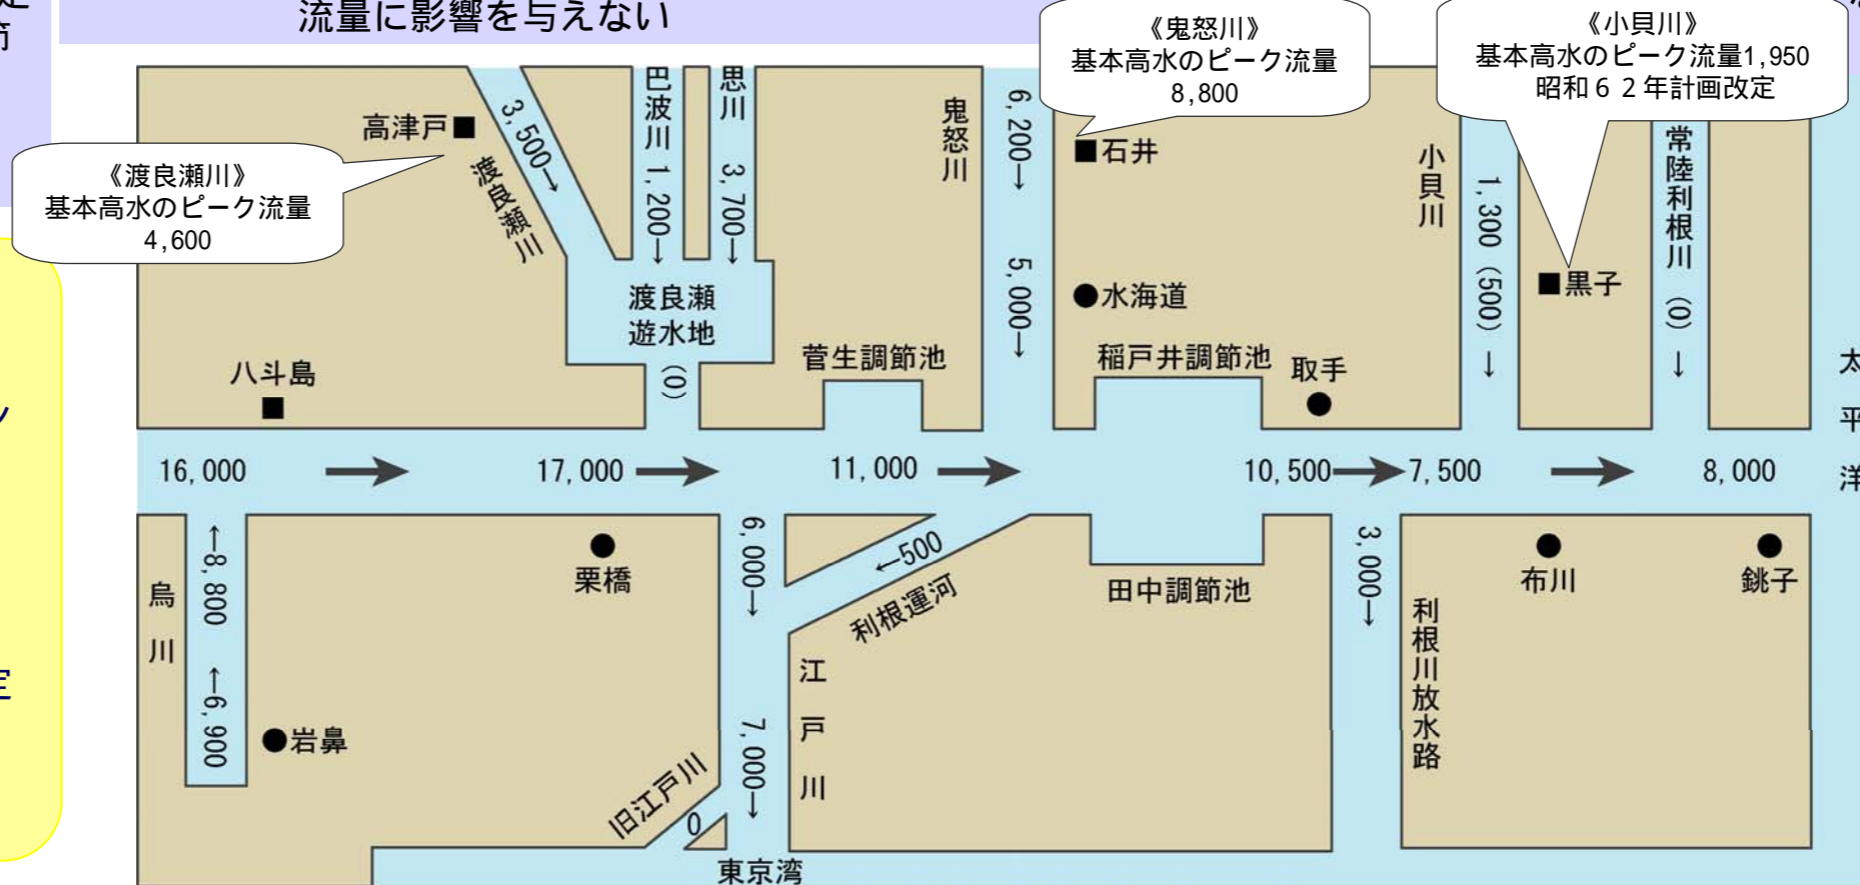 定
節
流量に影響を与えない
《鬼怒川》
基本高水のピーク流量
8,800
《小貝川》
基本高水のピーク流量1,950
昭和６２年計画改定
《渡良瀬川》
基本高水のピーク流量
4,600
高津戸
3,500→
渡良瀬川
巴波川 1,200→
思川 3,700→
鬼怒川
6,200→ 5,000→
石井
小貝川
1,300 (500)→
常陸利根川 (0)→
黒子
水海道
渡良瀬
遊水地
(0)
菅生調節池
稲戸井調節池
取手
八斗島
太平洋
16,000
17,000
11,000
10,500
7,500
8,000
烏川
←8,800 ←6,900
岩鼻
栗橋
6,000→ 7,000→
←500
利根運河
江戸川
旧江戸川
0
東京湾
田中調節池
3,000→
利根川放水路
布川
銚子
ン
定